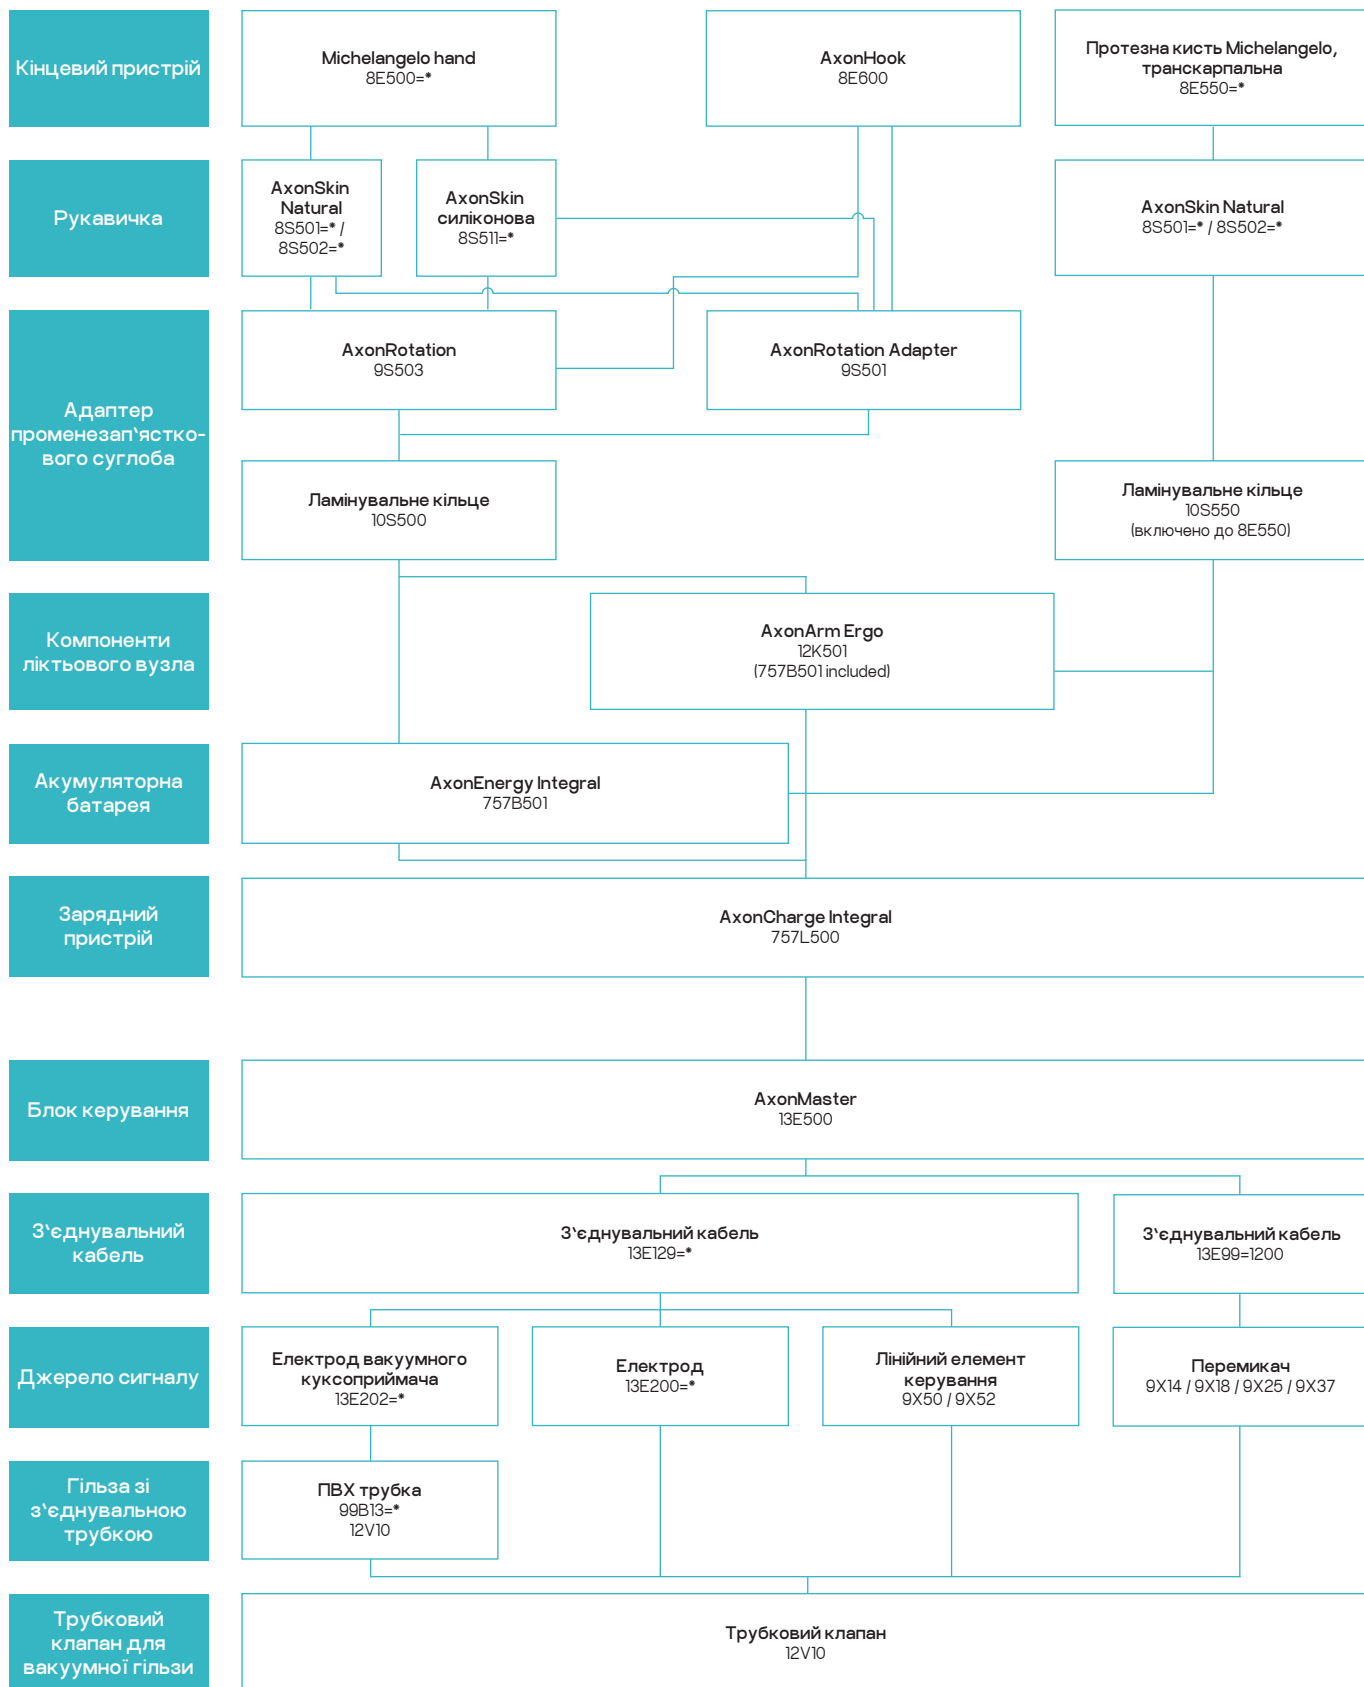 Кінцевий пристрій
Michelangelo hand
8E500=*
AxonHook
8E600
Протезна кисть Michelangelo,
транскарпальна
8E550=*
Рукавичка
AxonSkin
Natural
8S501=* /
8S502=*
AxonSkin
силіконова
8S511=*
AxonSkin Natural
8S501=* / 8S502=*
Адаптер
променезап‘ястко-
вого суглоба
AxonRotation
9S503
AxonRotation Adapter
9S501
Ламінувальне кільце
10S500
Ламінувальне кільце
10S550
(включено до 8E550)
Компоненти
ліктьового вузла
AxonArm Ergo
12K501
(757B501 included)
Акумуляторна
батарея
AxonEnergy Integral
757B501
Зарядний
пристрій
AxonCharge Integral
757L500
Блок керування
AxonMaster
13E500
З‘єднувальний
кабель
З‘єднувальний кабель
13E129=*
З‘єднувальний кабель
13E99=1200
Джерело сигналу
Електрод вакуумного
куксоприймача
13E202=*
Електрод
13E200=*
Лінійний елемент
керування
9X50 / 9X52
Перемикач
9X14 / 9X18 / 9X25 / 9X37
Гільза зі
з‘єднувальною
трубкою
ПВХ трубка
99B13=*
12V10
Трубковий
клапан для
вакуумної гільзи
Трубковий клапан
12V10